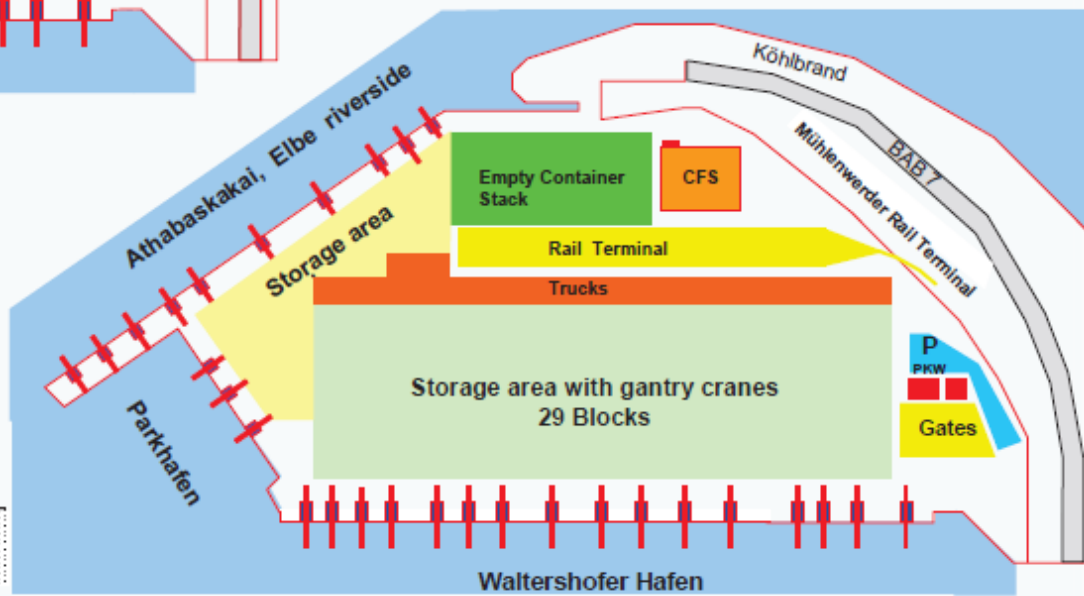 Köhlbrand
Athabaskakai, Elbe riverside
BAB 7
Mühlenwerder Rail Terminal
Empty Container
Stack
CFS
Storage area
Rail Terminal
Trucks
P
PKW
Storage area with gantry cranes
29 Blocks
Gates
Parkhafen
Waltershofer Hafen